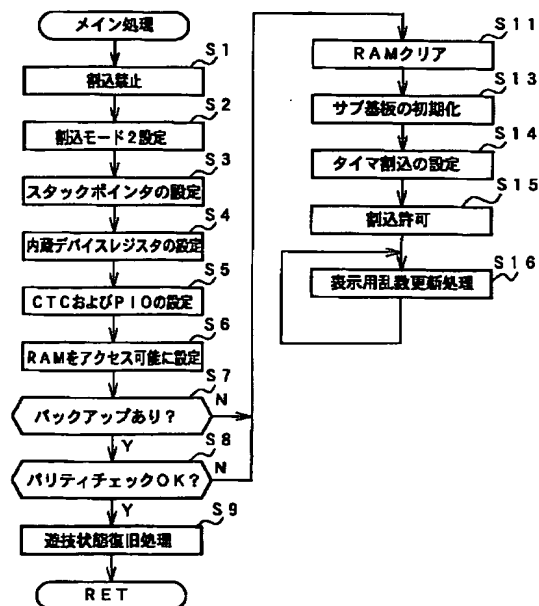 メイン処理
S1
割込禁止
S2
割込モード2設定
S3
スタックポインタの設定
S4
内蔵デバイスレジスタの設定
S5
CTCおよびPIOの設定
S6
RAMをアクセス可能に設定
S7
バックアップあり?
N
Y
S8
パリティチェックOK?
N
Y
S9
遊技状態復旧処理
RET
S11
RAMクリア
S13
サブ基板の初期化
S14
タイマ割込の設定
S15
割込許可
S16
表示用乱数更新処理